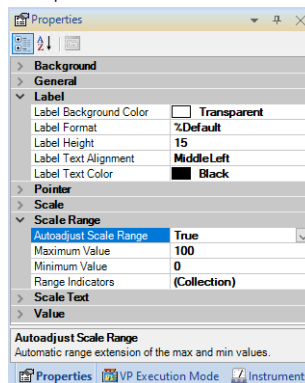 Properties
Background
General
Label
Label Background Color Transparent
Label Format %Default
Label Height 15
Label Text Alignment MiddleLeft
Label Text Color Black
Pointer
Scale
Scale Range
Autoadjust Scale Range True
Maximum Value 100
Minimum Value 0
Range Indicators (Collection)
Scale Text
Value
Autoadjust Scale Range
Automatic range extension of the max and min values.
Properties VP Execution Mode Instrument